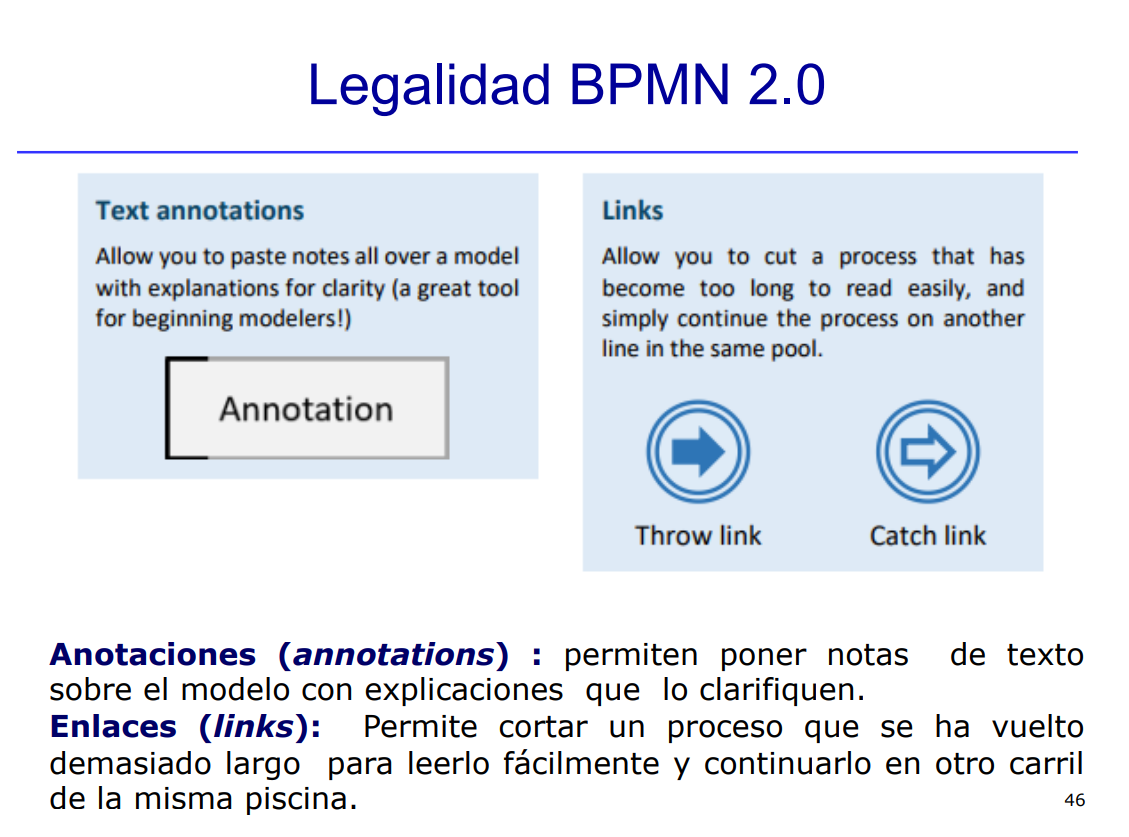 Legalidad BPMN 2.0
Text annotations
Allow you to paste notes all over a model
with explanations for clarity (a great tool
for beginning modelers!)
Annotation
Links
Allow you to cut a process that has
become too long to read easily, and
simply continue the process on another
line in the same pool.
Throw link
Catch link
Anotaciones (annotations) : permiten poner notas de texto
sobre el modelo con explicaciones que lo clarifiquen.
Enlaces (links): Permite cortar un proceso que se ha vuelto
demasiado largo para leerlo fácilmente y continuarlo en otro carril
de la misma piscina.
46